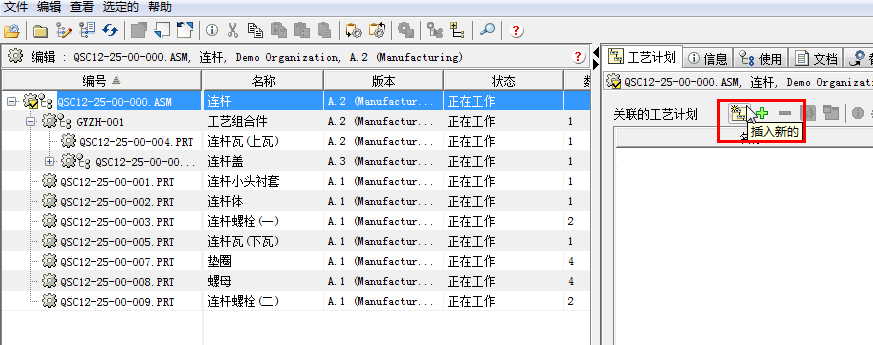 文件 编辑 查看 选定的 帮助
编辑 : QSC12-25-00-000.ASM, 连杆, Demo Organization, A.2 (Manufacturing)
编号 名称 版本 状态
QSC12-25-00-000.ASM 连杆 A.2 (Manufactur... 正在工作
GYZH-001 工艺组合件 A.2 (Manufactur... 正在工作 1
QSC12-25-00-004.PRT 连杆瓦(上瓦) A.2 (Manufactur... 正在工作 1
QSC12-25-00-00... 连杆盖 A.3 (Manufactur... 正在工作 1
QSC12-25-00-001.PRT 连杆小头衬套 A.1 (Manufactur... 正在工作 1
QSC12-25-00-002.PRT 连杆体 A.1 (Manufactur... 正在工作 1
QSC12-25-00-003.PRT 连杆螺栓(一) A.1 (Manufactur... 正在工作 2
QSC12-25-00-005.PRT 连杆瓦(下瓦) A.1 (Manufactur... 正在工作 1
QSC12-25-00-007.PRT 垫圈 A.1 (Manufactur... 正在工作 4
QSC12-25-00-008.PRT 螺母 A.1 (Manufactur... 正在工作 4
QSC12-25-00-009.PRT 连杆螺栓(二) A.1 (Manufactur... 正在工作 2
工艺计划 信息 使用 文档
QSC12-25-00-000.ASM, 连杆, Demo Organizat
关联的工艺计划
插入新的